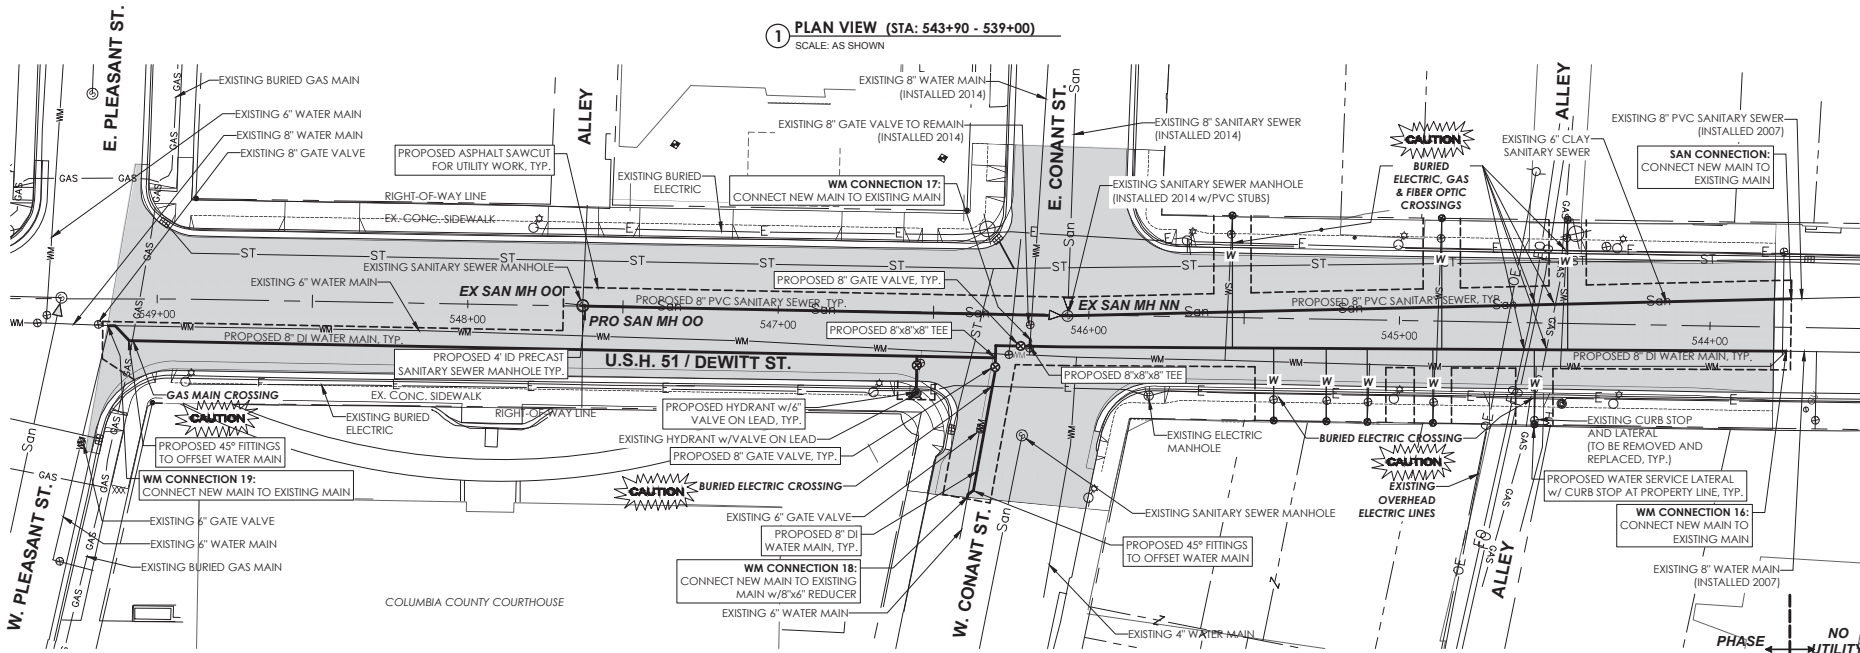 1 PLAN VIEW (STA: 543+90 - 539+00)
SCALE: AS SHOWN
E. PLEASANT ST.
EXISTING BURIED GAS MAIN
EXISTING 6" WATER MAIN
EXISTING 8" WATER MAIN
EXISTING 8" GATE VALVE
ALLEY
PROPOSED ASPHALT SAWCUT
FOR UTILITY WORK, TYP.
EXISTING BURIED
ELECTRIC
RIGHT-OF-WAY LINE
EX. CONC. SIDEWALK
EXISTING 8" WATER MAIN
(INSTALLED 2014)
EXISTING 8" GATE VALVE TO REMAIN
(INSTALLED 2014)
WM CONNECTION 17:
CONNECT NEW MAIN TO EXISTING MAIN
E. CONANT ST.
San
EXISTING 8" SANITARY SEWER
(INSTALLED 2014)
EXISTING SANITARY SEWER MANHOLE
(INSTALLED 2014 w/PVC STUBS)
CAUTION
BURIED
ELECTRIC, GAS
& FIBER OPTIC
CROSSINGS
ALLEY
EXISTING 6" CLAY
SANITARY SEWER
EXISTING 8" PVC SANITARY SEWER
(INSTALLED 2007)
SAN CONNECTION:
CONNECT NEW MAIN TO
EXISTING MAIN
GAS GAS GAS
ST ST ST ST ST ST ST ST
EXISTING SANITARY SEWER MANHOLE
EXISTING 6" WATER MAIN
EX SAN MH OO
PRO SAN MH OO
PROPOSED 8" PVC SANITARY SEWER, TYP.
PROPOSED 8" GATE VALVE, TYP.
EX SAN MH NN
PROPOSED 8" PVC SANITARY SEWER, TYP.
549+00
548+00
547+00
546+00
545+00
544+00
PROPOSED 8" DI WATER MAIN, TYP.
PROPOSED 8"x8"x8" TEE
PROPOSED 4' ID PRECAST
SANITARY SEWER MANHOLE TYP.
U.S.H. 51 / DEWITT ST.
PROPOSED 8"x8"x8" TEE
PROPOSED 8" DI WATER MAIN, TYP.
W W W W
W W W W W
GAS MAIN CROSSING
CAUTION
EX. CONC. SIDEWALK
RIGHT-OF-WAY LINE
EXISTING BURIED
ELECTRIC
PROPOSED 45° FITTINGS
TO OFFSET WATER MAIN
WM CONNECTION 19:
CONNECT NEW MAIN TO EXISTING MAIN
EXISTING 6" GATE VALVE
EXISTING 6" WATER MAIN
EXISTING BURIED GAS MAIN
W. PLEASANT ST.
COLUMBIA COUNTY COURTHOUSE
PROPOSED HYDRANT w/6"
VALVE ON LEAD, TYP.
EXISTING HYDRANT w/VALVE ON LEAD
PROPOSED 8" GATE VALVE, TYP.
CAUTION
BURIED ELECTRIC CROSSING
EXISTING 6" GATE VALVE
PROPOSED 8" DI
WATER MAIN, TYP.
WM CONNECTION 18:
CONNECT NEW MAIN TO EXISTING
MAIN w/8"x6" REDUCER
EXISTING 6" WATER MAIN
W. CONANT ST.
San
EXISTING ELECTRIC
MANHOLE
EXISTING SANITARY SEWER MANHOLE
PROPOSED 45° FITTINGS
TO OFFSET WATER MAIN
EXISTING 4" WATER MAIN
BURIED ELECTRIC CROSSING
CAUTION
EXISTING
OVERHEAD
ELECTRIC LINES
EXISTING CURB STOP
AND LATERAL
(TO BE REMOVED AND
REPLACED, TYP.)
PROPOSED WATER SERVICE LATERAL
w/ CURB STOP AT PROPERTY LINE, TYP.
WM CONNECTION 16:
CONNECT NEW MAIN TO
EXISTING MAIN
EXISTING 8" WATER MAIN
(INSTALLED 2007)
ALLEY
PHASE
NO
UTILITY